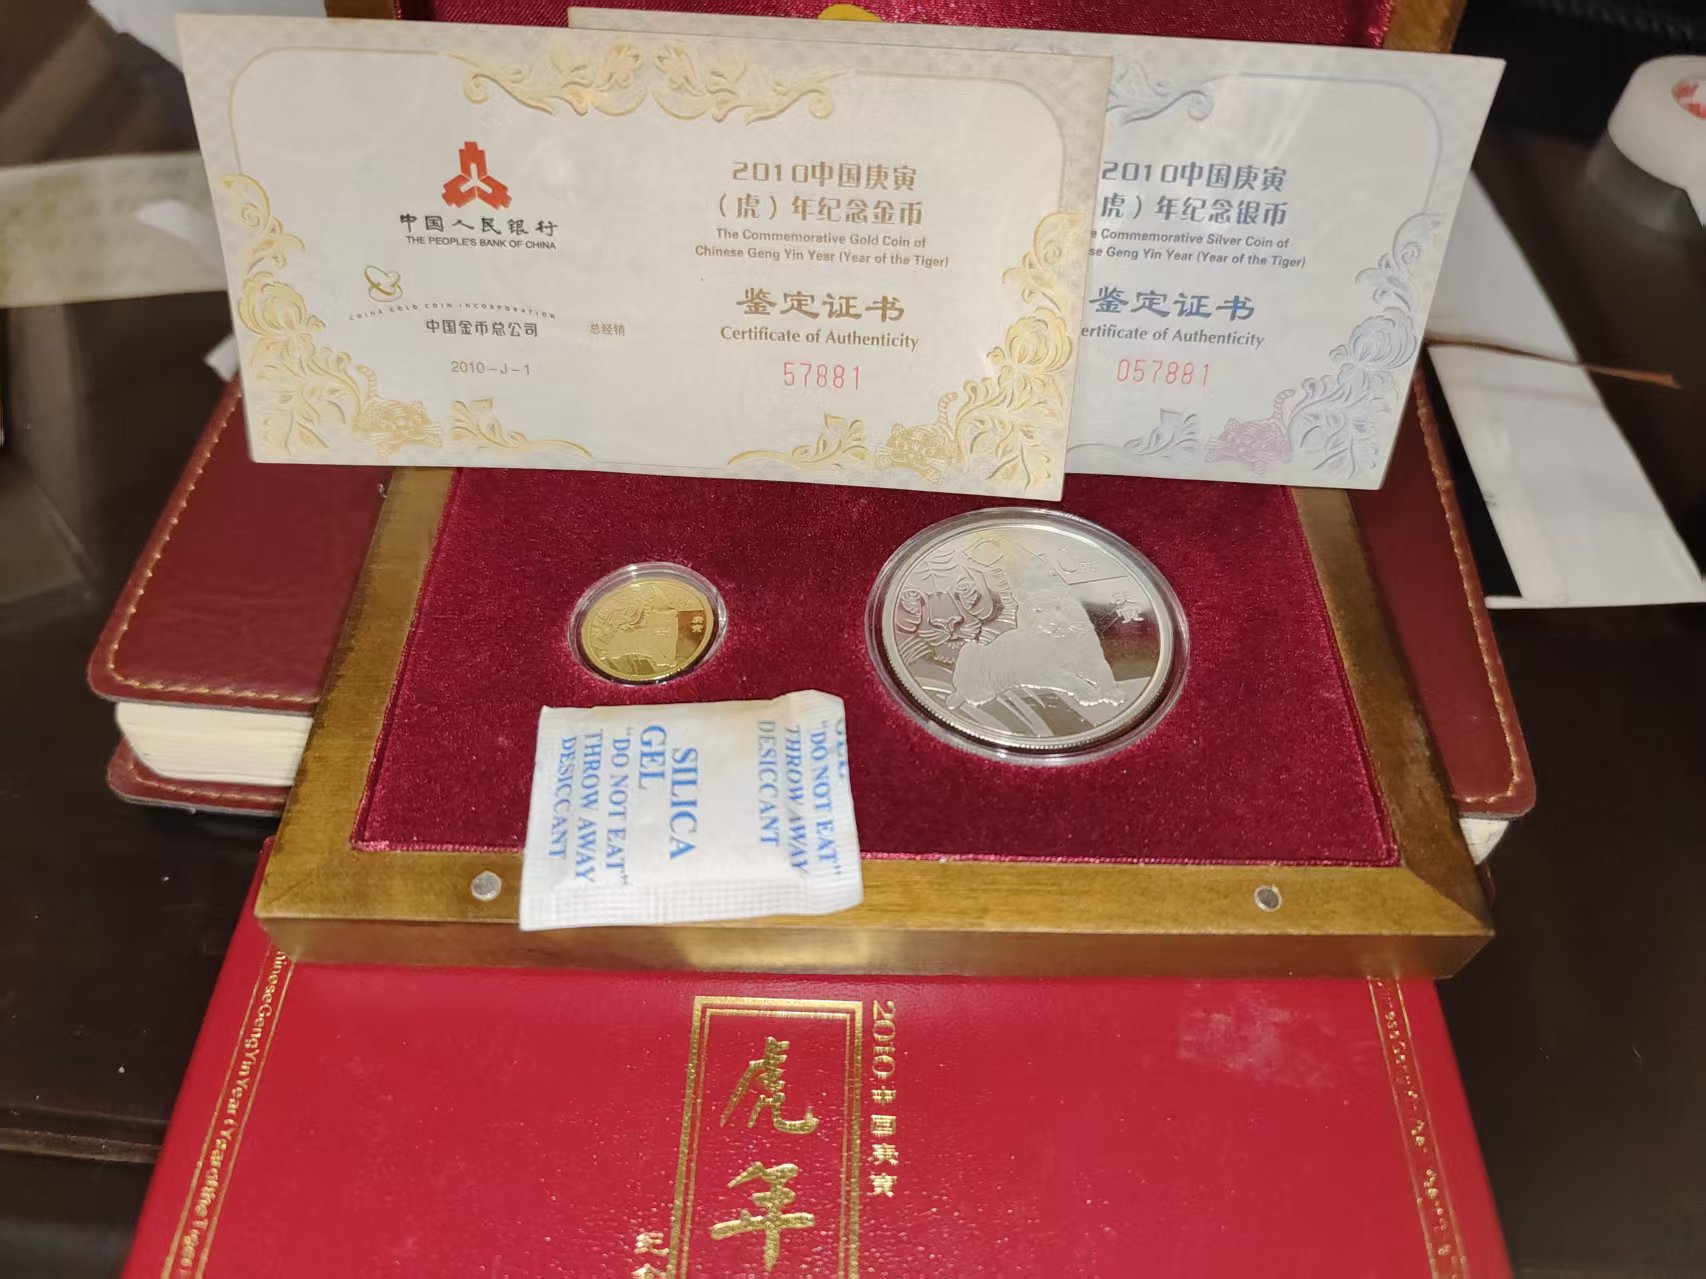 中国人民银行
THE PEOPLE'S BANK OF CHINA
CHINA GOLD COIN INCORPORATION
中国金币总公司
总经销
2010-J-1
2010中国庚寅
（虎）年纪念金币
The Commemorative Gold Coin of
Chinese Geng Yin Year (Year of the Tiger)
鉴定证书
Certificate of Authenticity
57881
2010中国庚寅
虎）年纪念银币
Commemorative Silver Coin of
Geng Yin Year (Year of the Tiger)
鉴定证书
ertificate of Authenticity
057881
庚寅
庚寅
SILICA
GEL
"DO NOT EAT"
THROW AWAY
DESICCANT
"DO NOT EAT"
THROW AWAY
DESICCANT
2010中国庚寅
虎年
纪